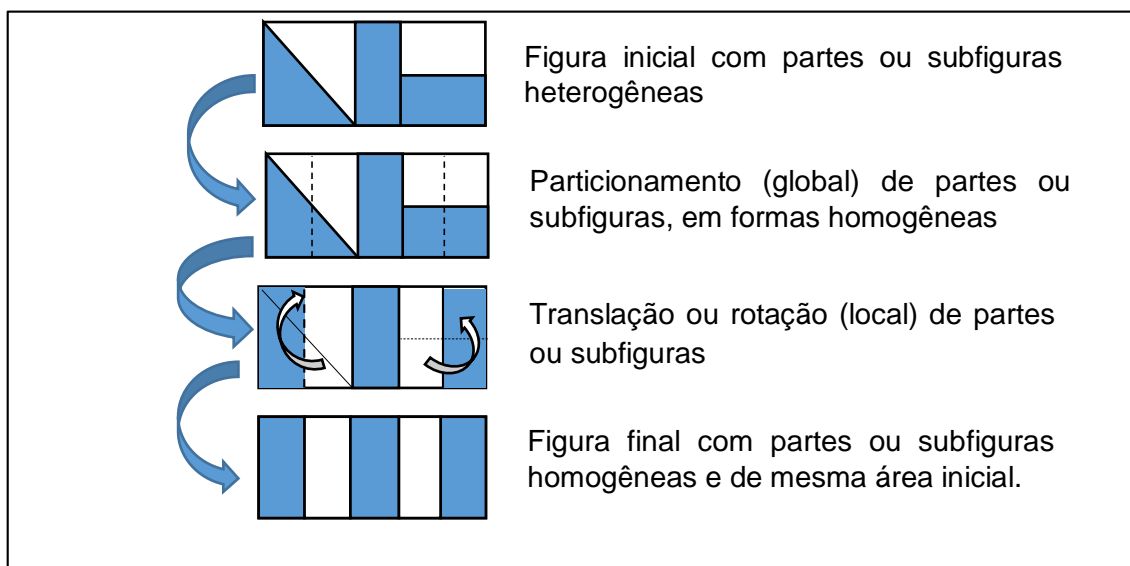 Figura inicial com partes ou subfiguras
heterogêneas
Particionamento (global) de partes ou
subfiguras, em formas homogêneas
Translação ou rotação (local) de partes
ou subfiguras
Figura final com partes ou subfiguras
homogêneas e de mesma área inicial.